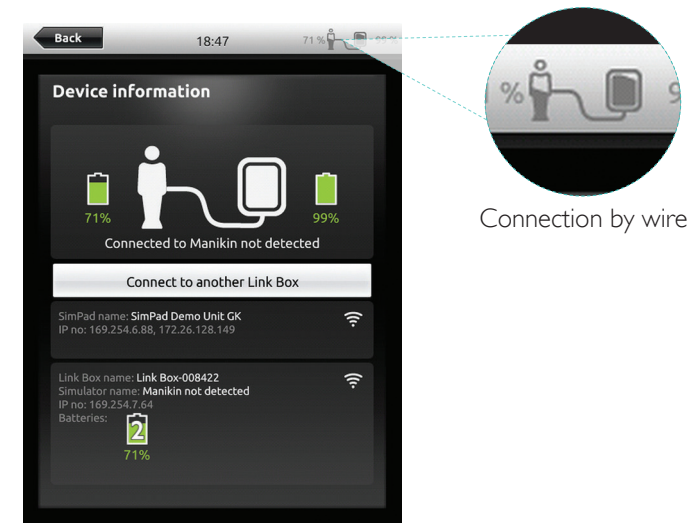 Back
18:47
71 %
99 %
Device information
71%
99%
Connected to Manikin not detected
Connect to another Link Box
SimPad name: SimPad Demo Unit GK
IP no: 169.254.6.88, 172.26.128.149
Link Box name: Link Box-008422
Simulator name: Manikin not detected
IP no: 169.254.7.64
Batteries:
2
71%
%
9
Connection by wire